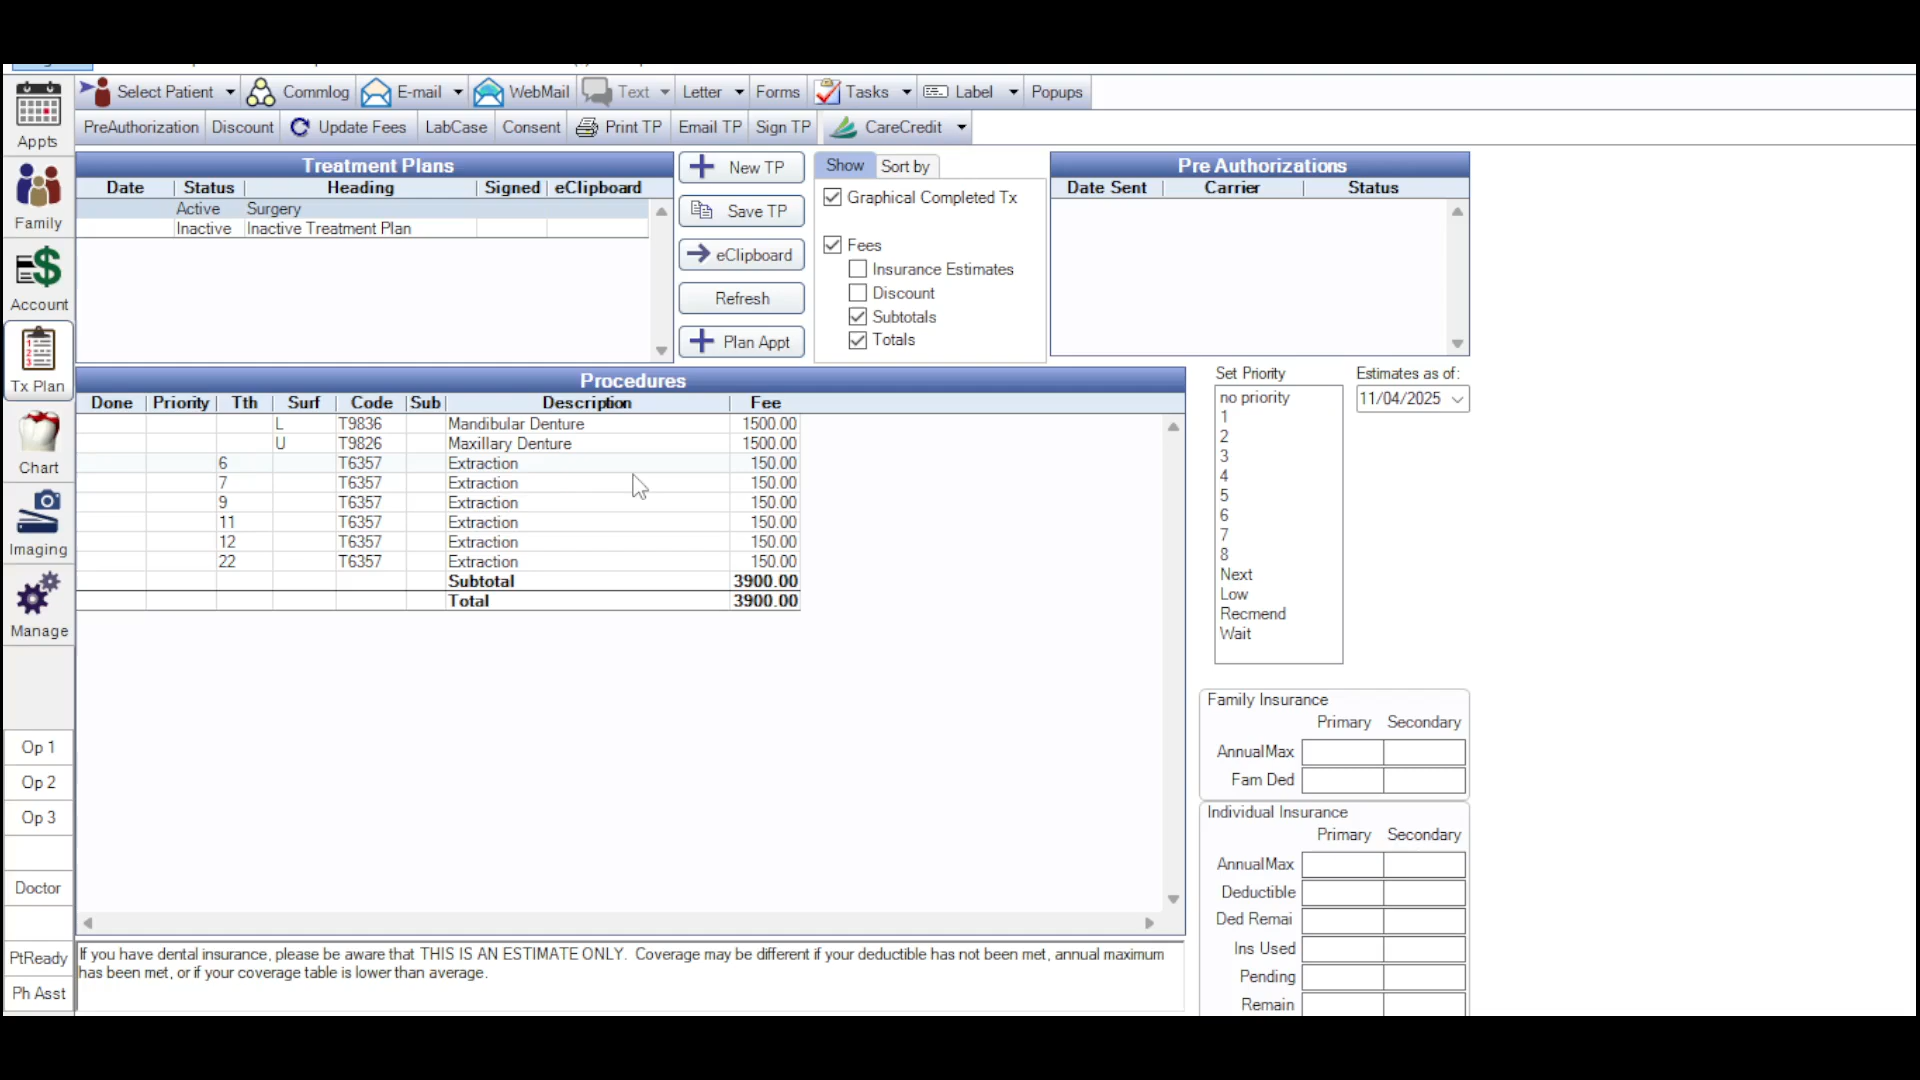 Select Patient Commlog E-mail WebMail Text Letter Forms Tasks Label Popups
PreAuthorization Discount Update Fees LabCase Consent Print TP Email TP Sign TP CareCredit
Appts
Family
Account
Tx Plan
Chart
Imaging
Manage
Op 1
Op 2
Op 3
Doctor
PtReady
Ph Asst
Treatment Plans
Date Status Heading Signed eClipboard
Active Surgery
Inactive Inactive Treatment Plan
New TP
Save TP
eClipboard
Refresh
Plan Appt
Show Sort by
Graphical Completed Tx
Fees
Insurance Estimates
Discount
Subtotals
Totals
Pre Authorizations
Date Sent Carrier Status
Procedures
Done Priority Tth Surf Code Sub Description Fee
L T9836 Mandibular Denture 1500.00
U T9826 Maxillary Denture 1500.00
6 T6357 Extraction 150.00
7 T6357 Extraction 150.00
9 T6357 Extraction 150.00
11 T6357 Extraction 150.00
12 T6357 Extraction 150.00
22 T6357 Extraction 150.00
Subtotal 3900.00
Total 3900.00
Set Priority
no priority
1
2
3
4
5
6
7
8
Next
Low
Recmend
Wait
Estimates as of:
11/04/2025
Family Insurance
Primary Secondary
AnnualMax
Fam Ded
Individual Insurance
Primary Secondary
AnnualMax
Deductible
Ded Remai
Ins Used
Pending
Remain
If you have dental insurance, please be aware that THIS IS AN ESTIMATE ONLY. Coverage may be different if your deductible has not been met, annual maximum
has been met, or if your coverage table is lower than average.